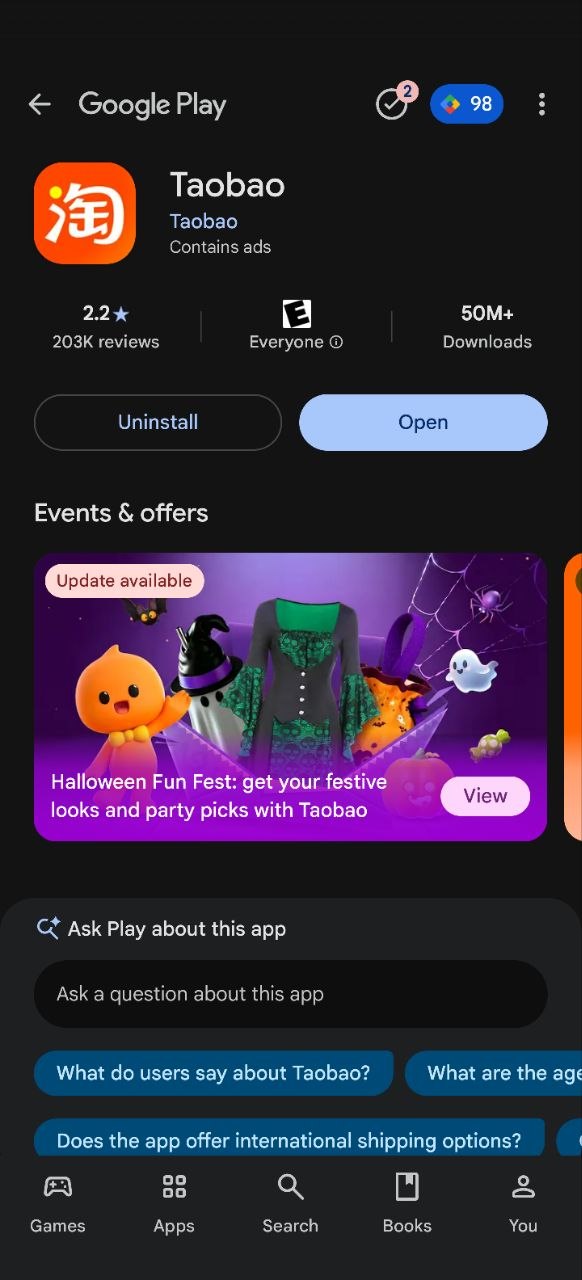 Google Play
2
98
淘
Taobao
Taobao
Contains ads
2.2★
203K reviews
E
Everyone
50M+
Downloads
Uninstall
Open
Events & offers
Update available
Halloween Fun Fest: get your festive
looks and party picks with Taobao
View
Ask Play about this app
Ask a question about this app
What do users say about Taobao?
What are the age
Does the app offer international shipping options?
Games
Apps
Search
Books
You